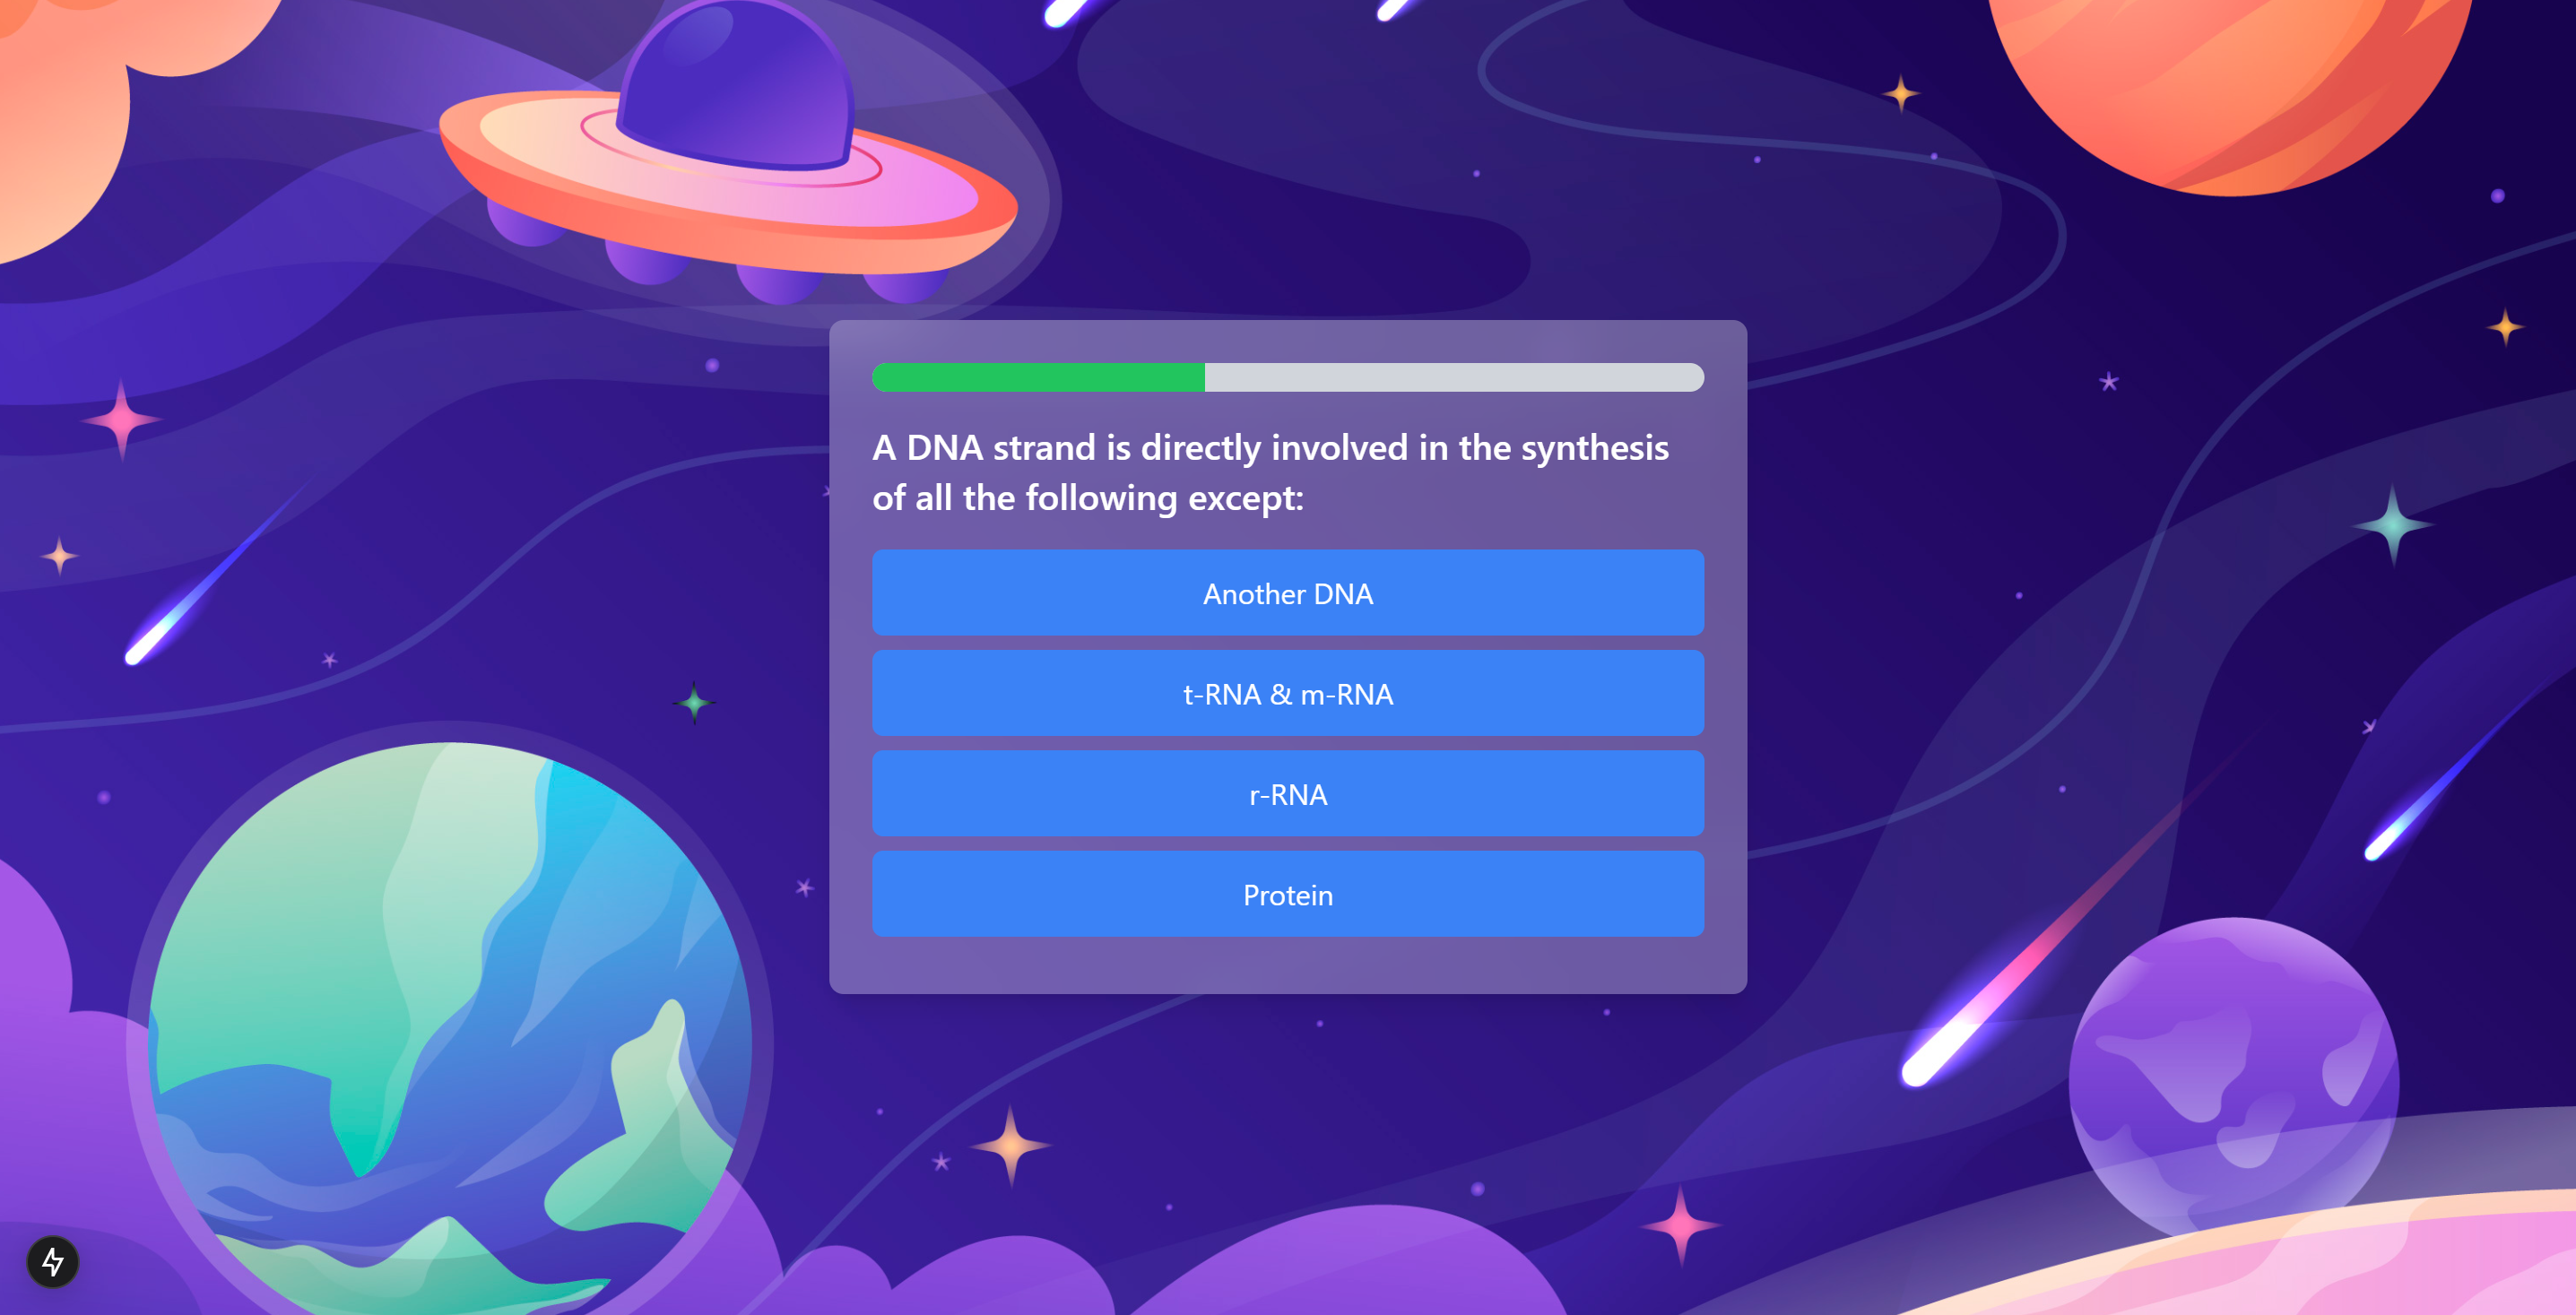 A DNA strand is directly involved in the synthesis
of all the following except:
Another DNA
t-RNA & m-RNA
r-RNA
Protein